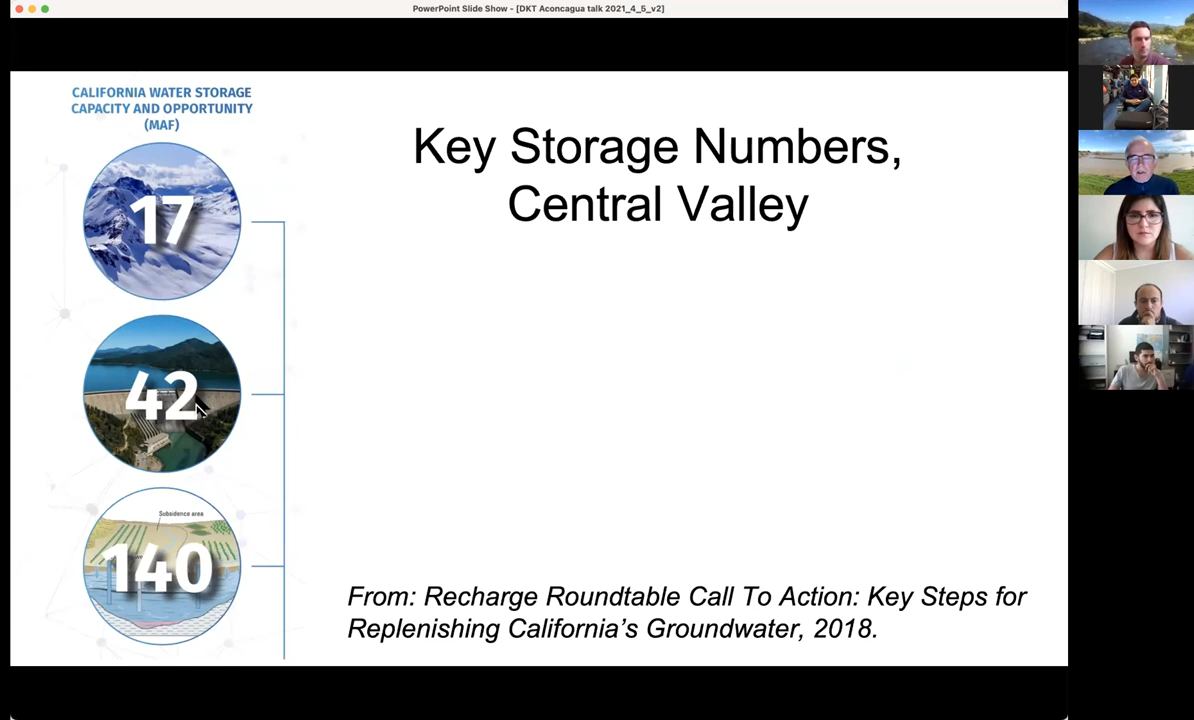 PowerPoint Slide Show - [DKT Aconcagua talk 2021_4_5_v2]
CALIFORNIA WATER STORAGE
CAPACITY AND OPPORTUNITY
(MAF)
17
42
Subsidence area
140
Key Storage Numbers,
Central Valley
From: Recharge Roundtable Call To Action: Key Steps for
Replenishing California’s Groundwater, 2018.